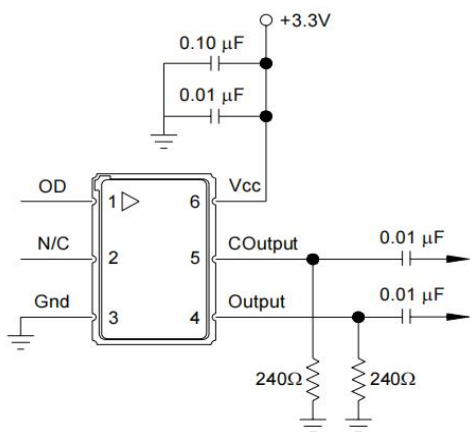 +3.3V
0.10 µF
0.01 µF
OD
Vcc
1
6
N/C
COutput
0.01 µF
2
5
Gnd
Output
0.01 µF
3
4
240Ω
240Ω